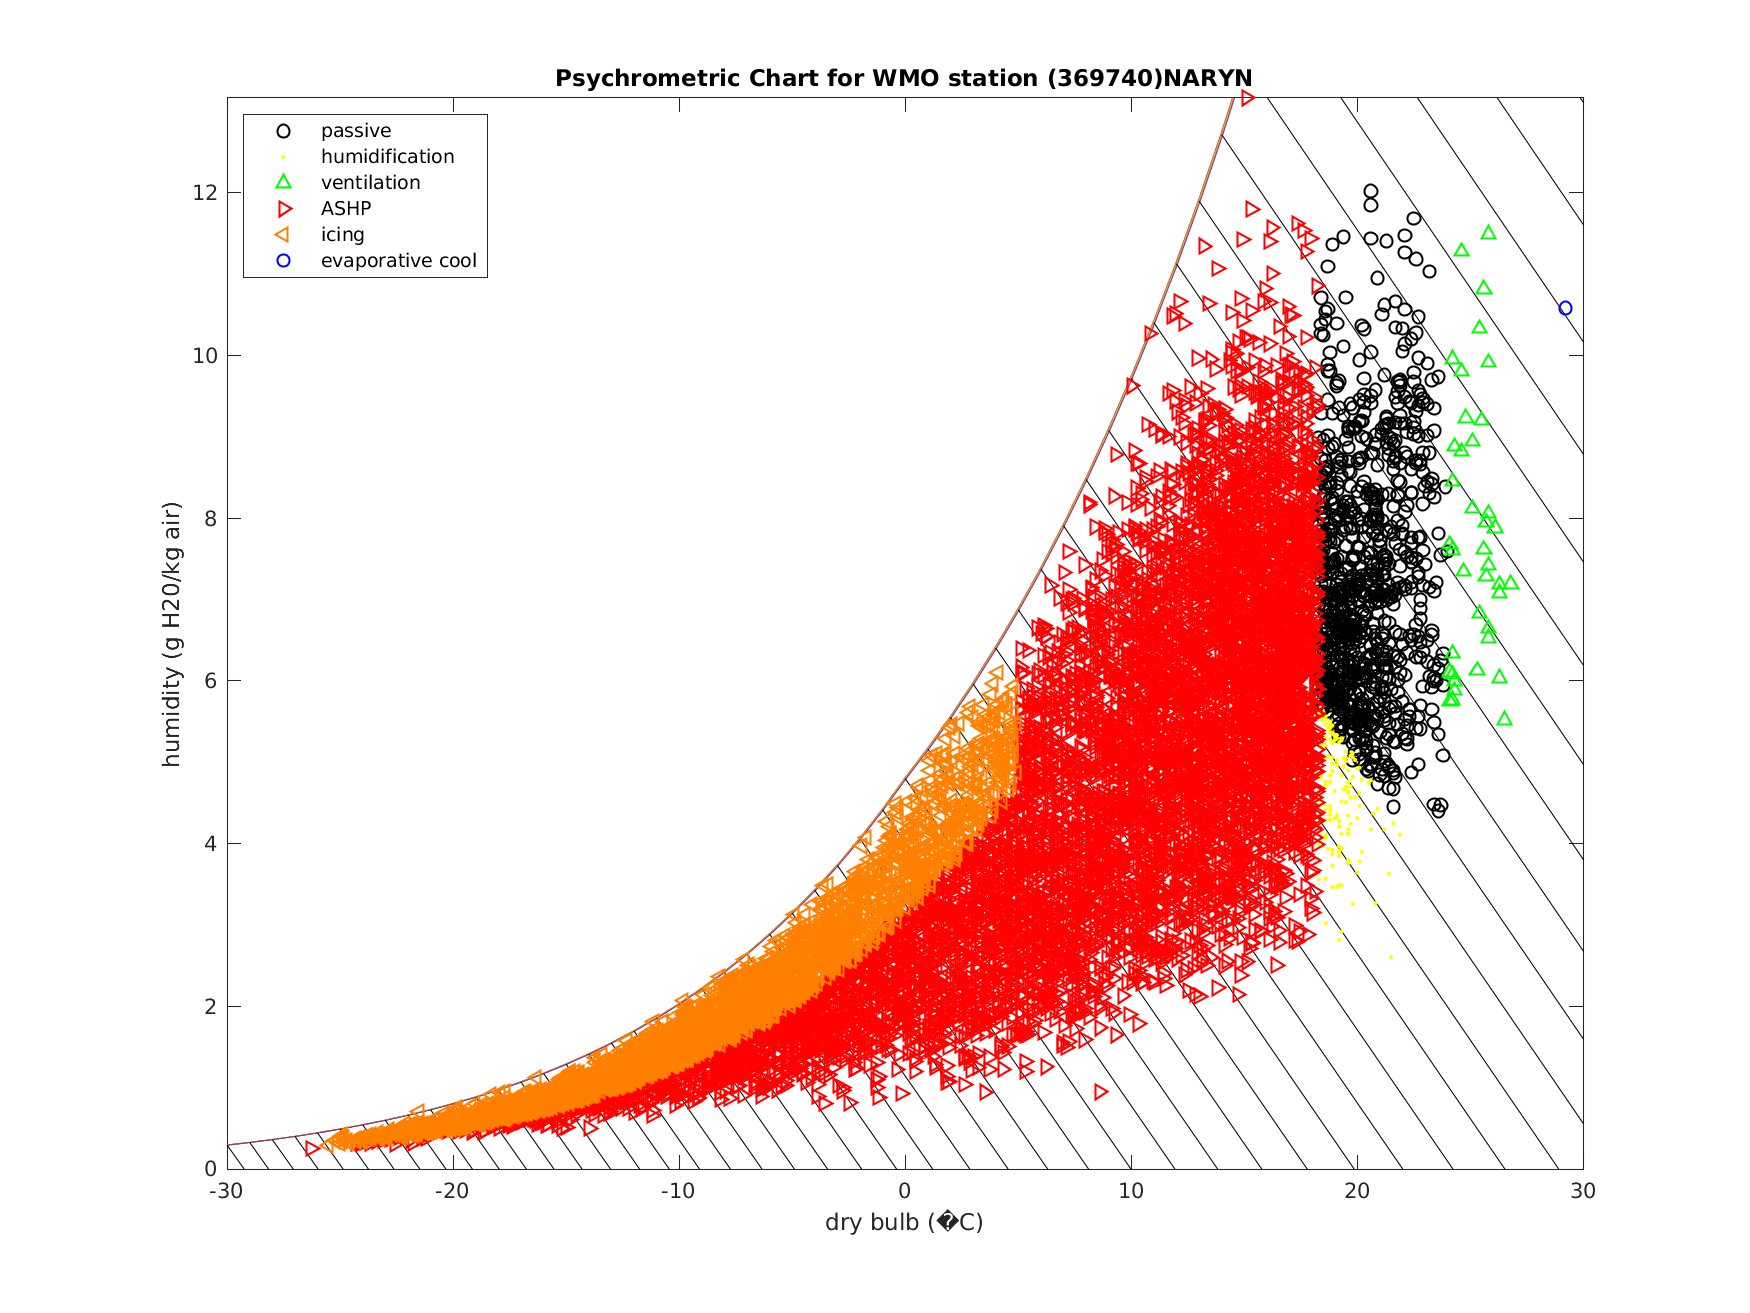 Psychrometric Chart for WMO station (369740)NARYN
passive
humidification
ventilation
ASHP
icing
evaporative cool
humidity (g H20/kg air)
12
10
8
6
4
2
0
-30 -20 -10 0 10 20 30
dry bulb (�C)